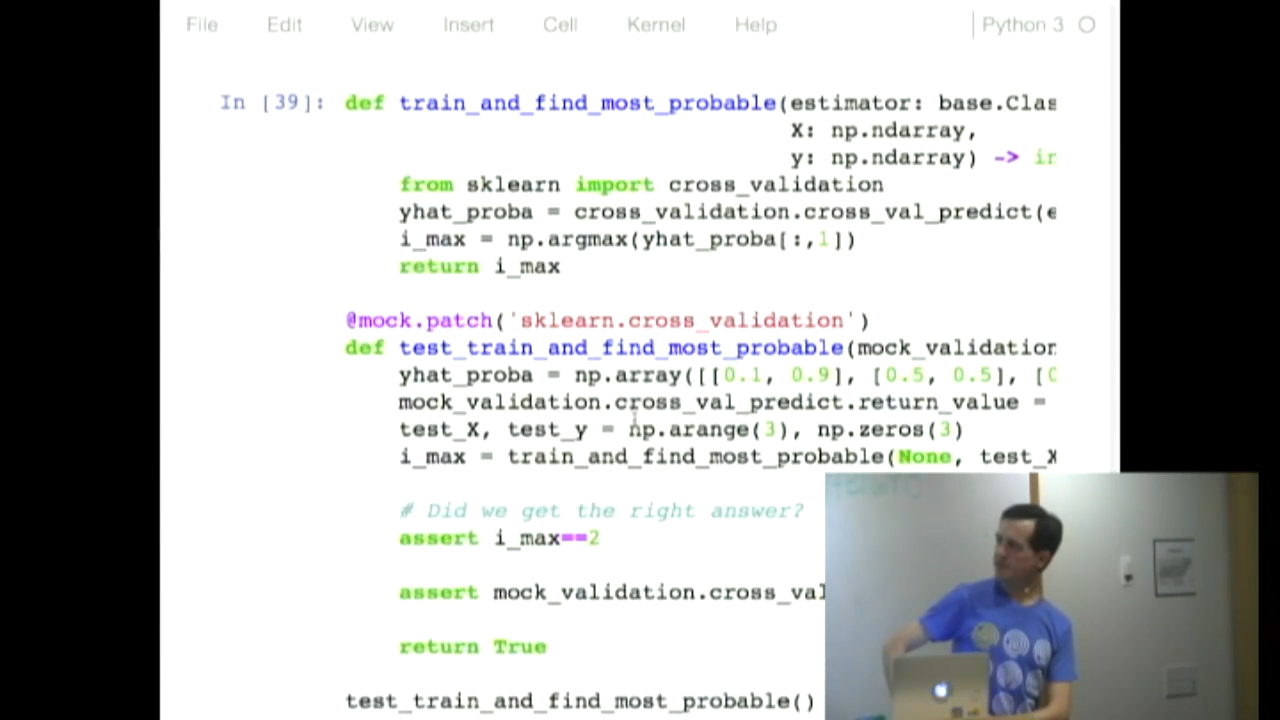 File Edit View Insert Cell Kernel Help Python 3
In [39]: def train_and_find_most_probable(estimator: base.Clas
X: np.ndarray,
y: np.ndarray) -> in
from sklearn import cross_validation
yhat_proba = cross_validation.cross_val_predict(e
i_max = np.argmax(yhat_proba[:,1])
return i_max
@mock.patch('sklearn.cross_validation')
def test_train_and_find_most_probable(mock_validation
yhat_proba = np.array([[0.1, 0.9], [0.5, 0.5], [0
mock_validation.cross_val_predict.return_value =
test_X, test_y = np.arange(3), np.zeros(3)
i_max = train_and_find_most_probable(None, test_X
# Did we get the right answer?
assert i_max==2
assert mock_validation.cross_val
return True
test_train_and_find_most_probable()